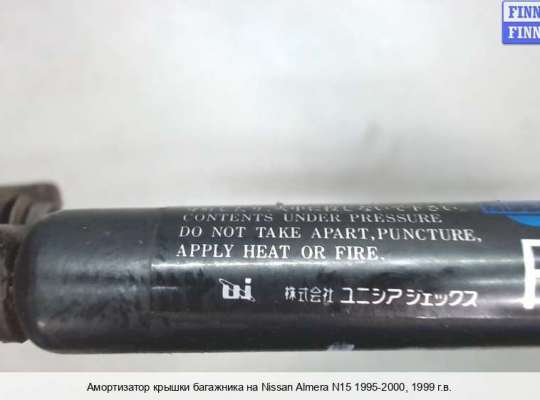 FINN
FINN
CONTENTS UNDER PRESSURE
DO NOT TAKE APART,PUNCTURE,
APPLY HEAT OR FIRE.
株式会社 ユニシアジェックス
Амортизатор крышки багажника на Nissan Almera N15 1995-2000, 1999 г.в.